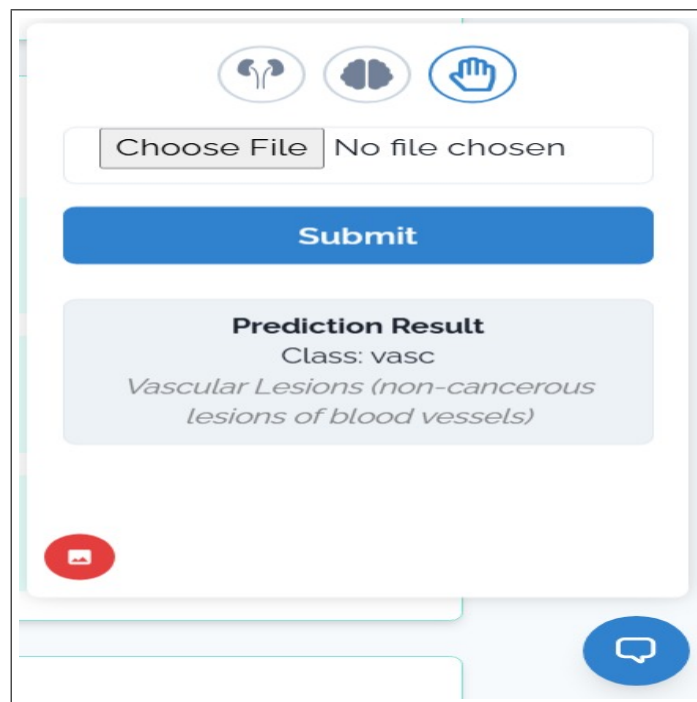 Choose File No file chosen
Submit
Prediction Result
Class: vasc
Vascular Lesions (non-cancerous
lesions of blood vessels)